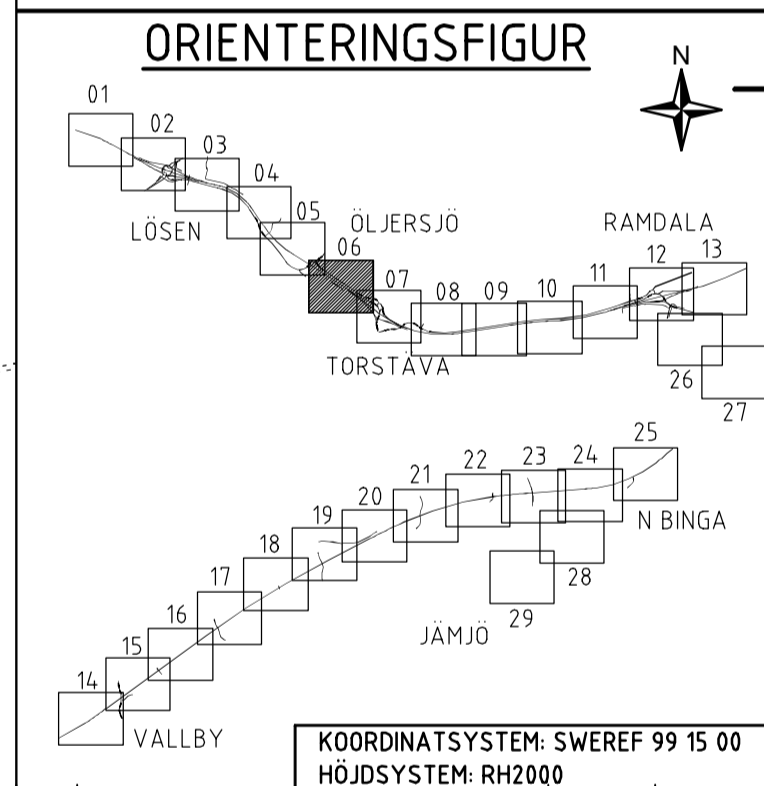 ORIENTERINGSFIGUR
N
01
02
03
04
05
LÖSEN
ÖLJERSJÖ
RAMDALA
06
07
08
09
10
11
12
13
TORSTÄVA
26
27
25
24
23
22
21
20
19
18
17
16
15
14
N BINGA
28
29
JÄMJÖ
VALLBY
KOORDINATSYSTEM: SWEREF 99 15 00
HÖJDSYSTEM: RH2000